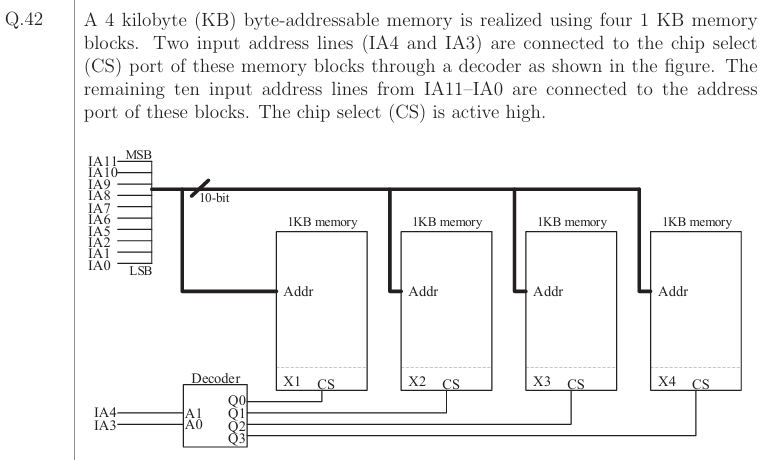 Q.42
A 4 kilobyte (KB) byte-addressable memory is realized using four 1 KB memory
blocks. Two input address lines (IA4 and IA3) are connected to the chip select
(CS) port of these memory blocks through a decoder as shown in the figure. The
remaining ten input address lines from IA11–IA0 are connected to the address
port of these blocks. The chip select (CS) is active high.
IA11 MSB
IA10
IA9
IA8
IA7
IA6
IA5
IA2
IA1
IA0 LSB
10-bit
1KB memory 1KB memory 1KB memory 1KB memory
Addr Addr Addr Addr
X1 CS X2 CS X3 CS X4 CS
Decoder
Q0
IA4 A1 Q1
IA3 A0 Q2
Q3